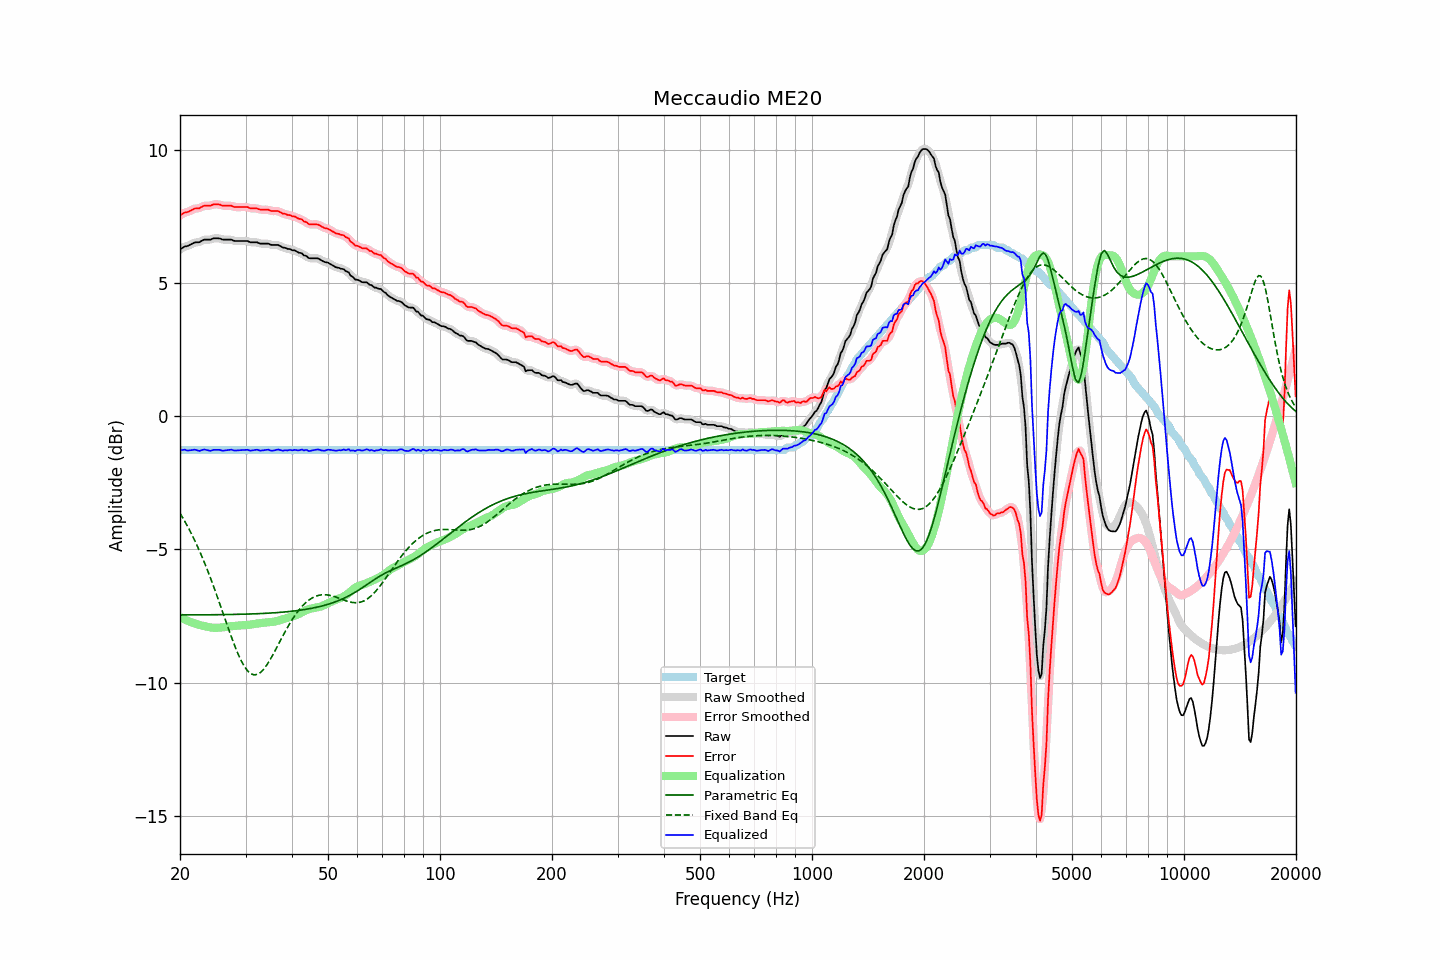 Meccaudio ME20
Amplitude (dBr)
10
5
0
−5
−10
−15
Target
Raw Smoothed
Error Smoothed
Raw
Error
Equalization
Parametric Eq
Fixed Band Eq
Equalized
20
50
100
200
500
1000
2000
5000
10000
20000
Frequency (Hz)